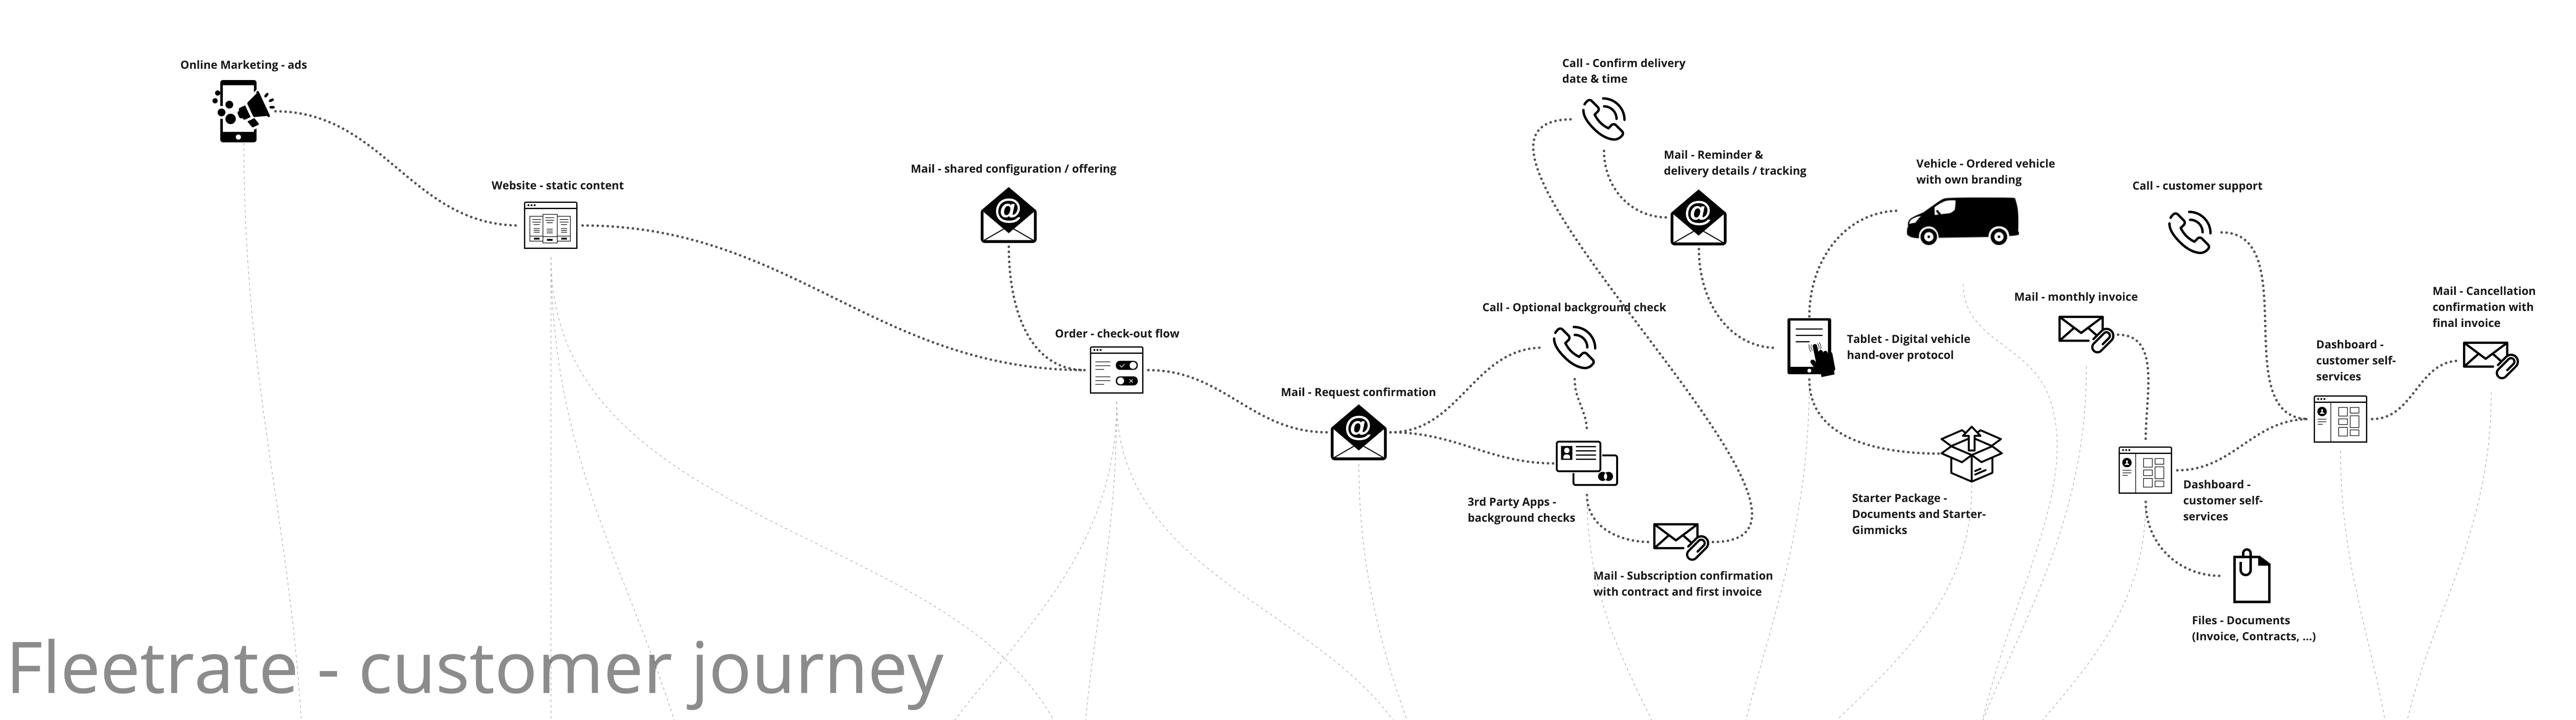 Online Marketing - ads
Website - static content
Mail - shared configuration / offering
Order - check-out flow
Mail - Request confirmation
Call - Optional background check
3rd Party Apps -
background checks
Mail - Subscription confirmation
with contract and first invoice
Call - Confirm delivery
date & time
Mail - Reminder &
delivery details / tracking
Tablet - Digital vehicle
hand-over protocol
Vehicle - Ordered vehicle
with own branding
Starter Package -
Documents and Starter-
Gimmicks
Mail - monthly invoice
Dashboard -
customer self-
services
Files - Documents
(Invoice, Contracts, ...)
Call - customer support
Dashboard -
customer self-
services
Mail - Cancellation
confirmation with
final invoice
Fleetrate - customer journey